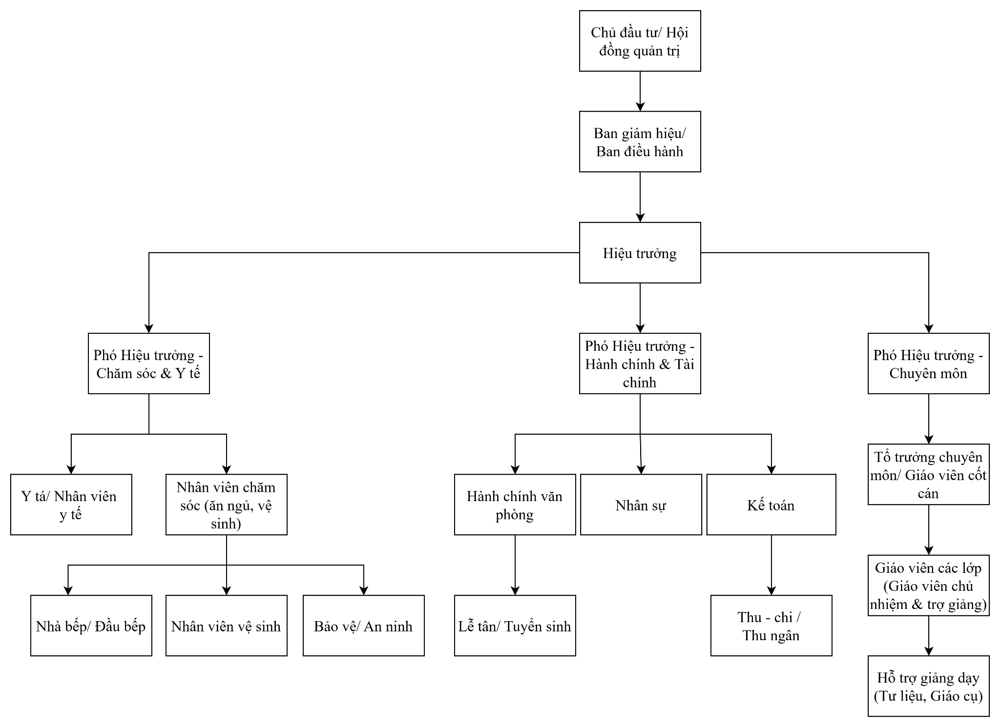 Chủ đầu tư/ Hội
đồng quản trị
Ban giám hiệu/
Ban điều hành
Hiệu trưởng
Phó Hiệu trưởng -
Chăm sóc & Y tế
Phó Hiệu trưởng -
Hành chính & Tài
chính
Phó Hiệu trưởng -
Chuyên môn
Y tá/ Nhân viên
y tế
Nhân viên chăm
sóc (ăn ngủ, vệ
sinh)
Hành chính văn
phòng
Nhân sự
Kế toán
Tổ trưởng chuyên
môn/ Giáo viên cốt
cán
Giáo viên các lớp
(Giáo viên chủ
nhiệm & trợ giảng)
Nhà bếp/ Đầu bếp
Nhân viên vệ sinh
Bảo vệ/ An ninh
Lễ tân/ Tuyển sinh
Thu - chi /
Thu ngân
Hỗ trợ giảng dạy
(Tư liệu, Giáo cụ)